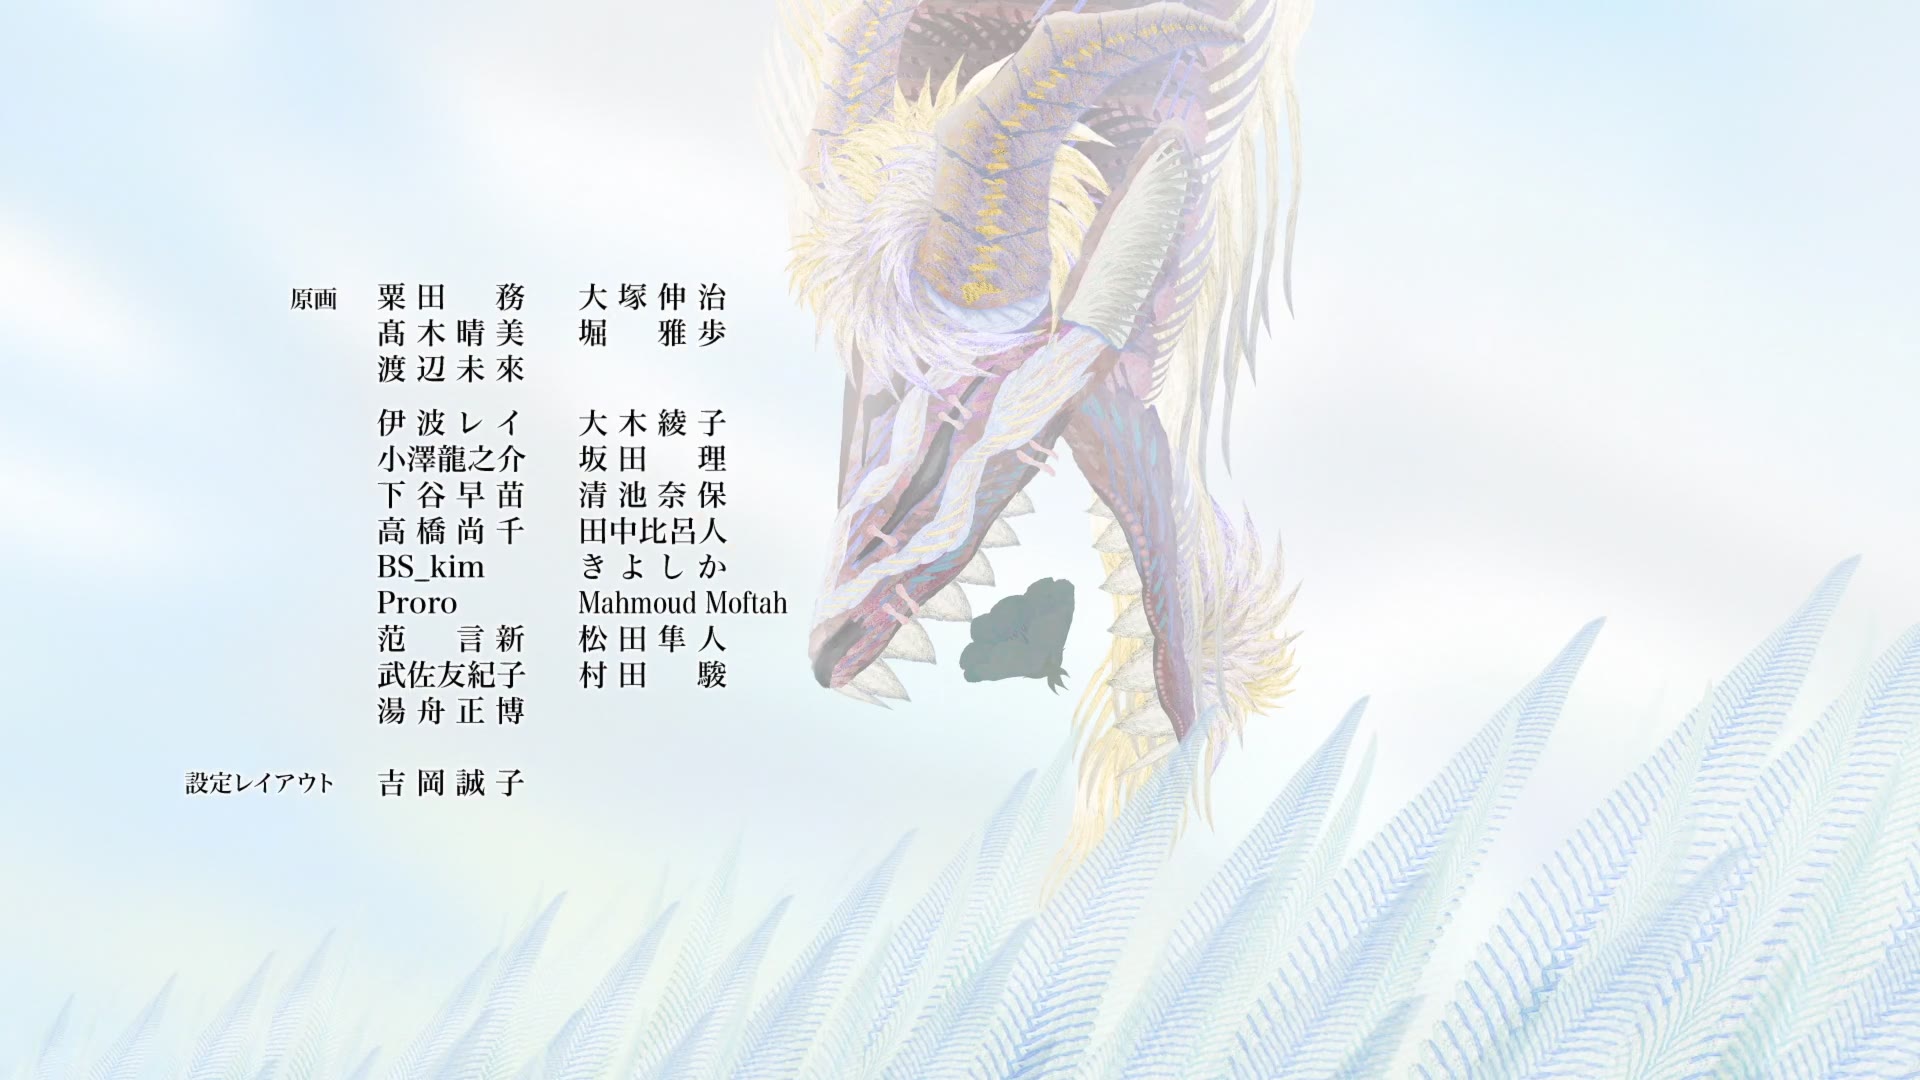 原画 粟田 務 大塚伸治
髙木晴美 堀 雅歩
渡辺未來
伊波レイ 大木綾子
小澤龍之介 坂田 理
下谷早苗 清池奈保
高橋尚千 田中比呂人
BS_kim きよしか
Proro Mahmoud Moftah
范 言新 松田隼人
武佐友紀子 村田 駿
湯舟正博
設定レイアウト 吉岡誠子